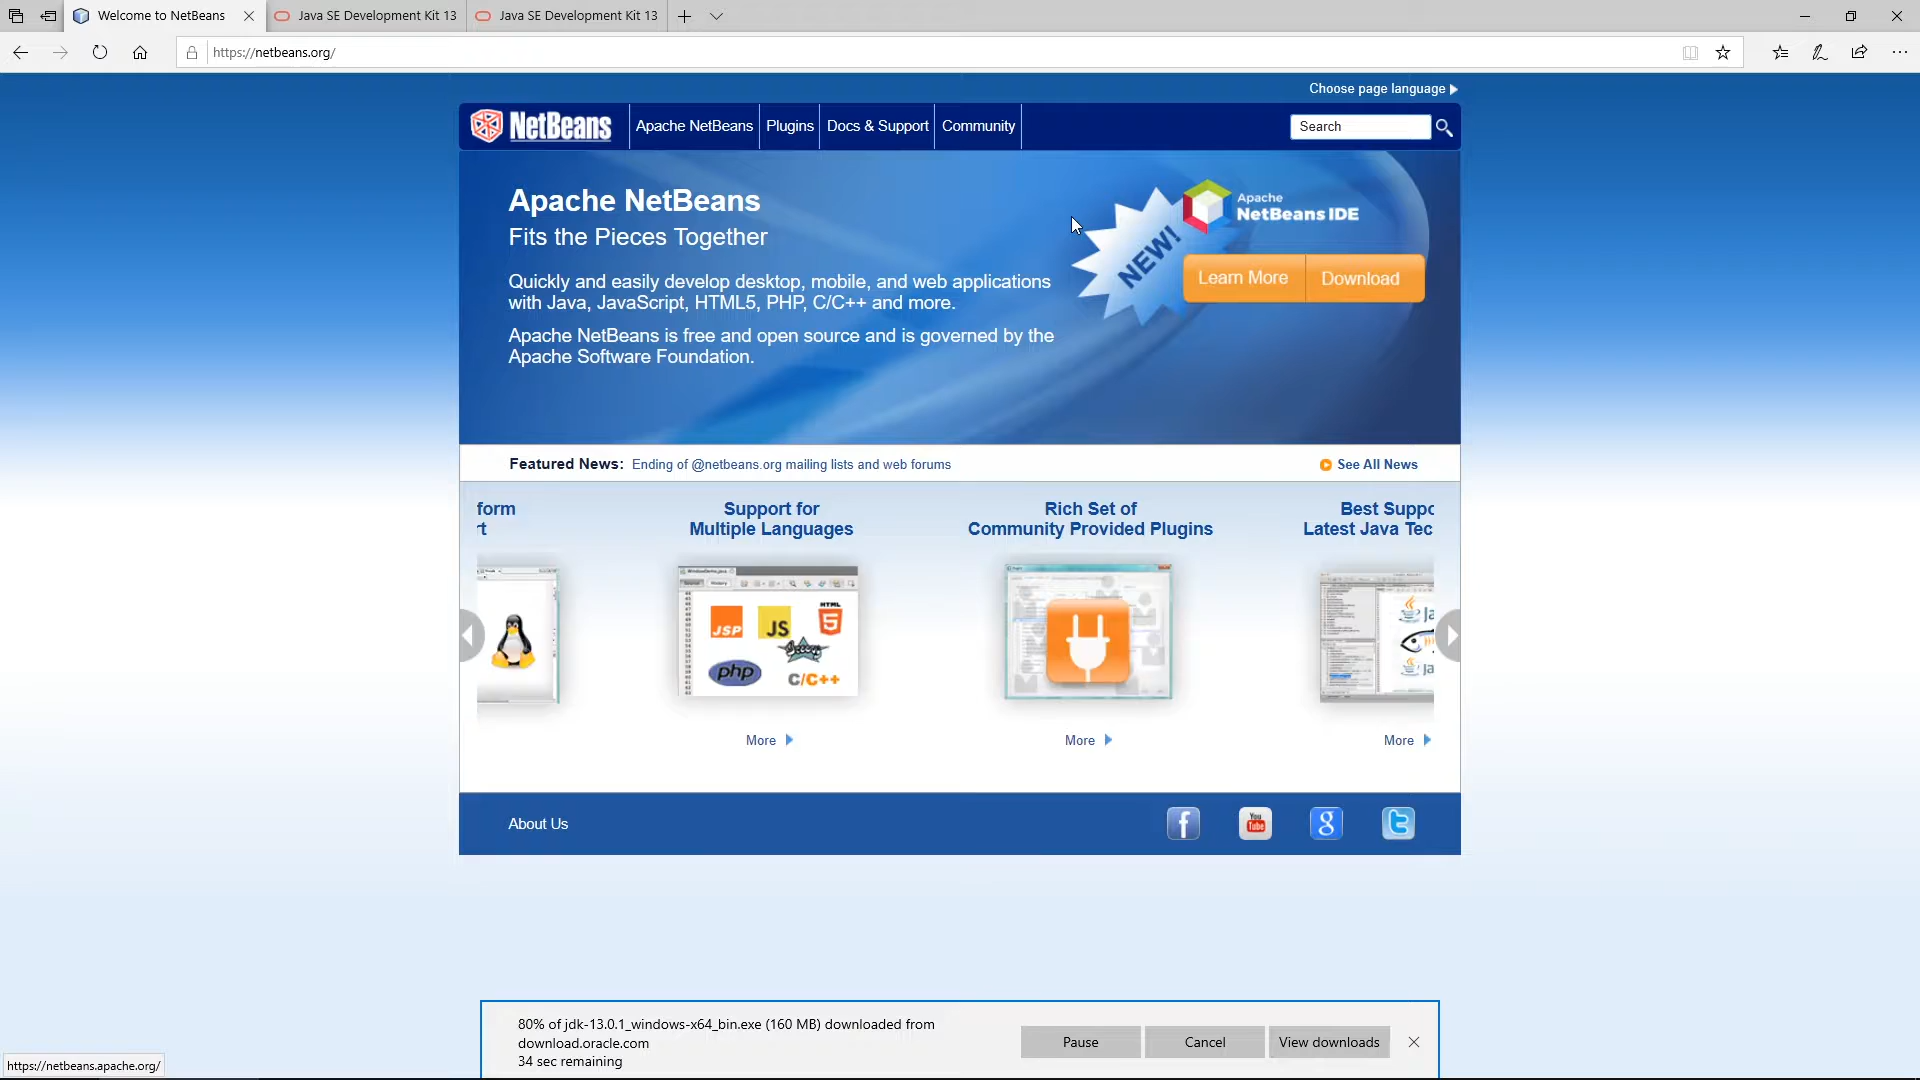 Welcome to NetBeans
Java SE Development Kit 13
Java SE Development Kit 13
https://netbeans.org/
Choose page language
NetBeans
Apache NetBeans
Plugins
Docs & Support
Community
Search
Apache NetBeans
Fits the Pieces Together
Quickly and easily develop desktop, mobile, and web applications
with Java, JavaScript, HTML5, PHP, C/C++ and more.
Apache NetBeans is free and open source and is governed by the
Apache Software Foundation.
NEW!
Apache
NetBeans IDE
Learn More
Download
Featured News: Ending of @netbeans.org mailing lists and web forums
See All News
form
rt
Support for
Multiple Languages
JSP
JS
HTML
5
php
C/C++
Rich Set of
Community Provided Plugins
Best Suppo
Latest Java Tec
More
More
More
About Us
f
You
Tube
g
t
80% of jdk-13.0.1_windows-x64_bin.exe (160 MB) downloaded from
download.oracle.com
34 sec remaining
Pause
Cancel
View downloads
https://netbeans.apache.org/